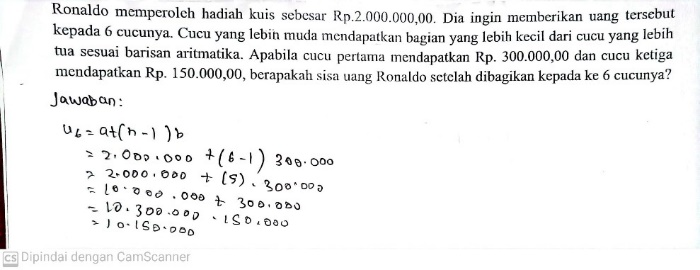 Ronaldo memperoleh hadiah kuis sebesar Rp.2.000.000,00. Dia ingin memberikan uang tersebut
kepada 6 cucunya. Cucu yang lebih muda mendapatkan bagian yang lebih kecil dari cucu yang lebih
tua sesuai barisan aritmatika. Apabila cucu pertama mendapatkan Rp. 300.000,00 dan cucu ketiga
mendapatkan Rp. 150.000,00, berapakah sisa uang Ronaldo setelah dibagikan kepada ke 6 cucunya?
Jawaban:
U6 = a+(n-1)b
= 2.000.000 +(6-1) 300.000
= 2.000.000 + (5). 300.000
= 10.000.000 + 300.000
= 10.300.000 - 150.000
= 10.150.000
CS Dipindai dengan CamScanner